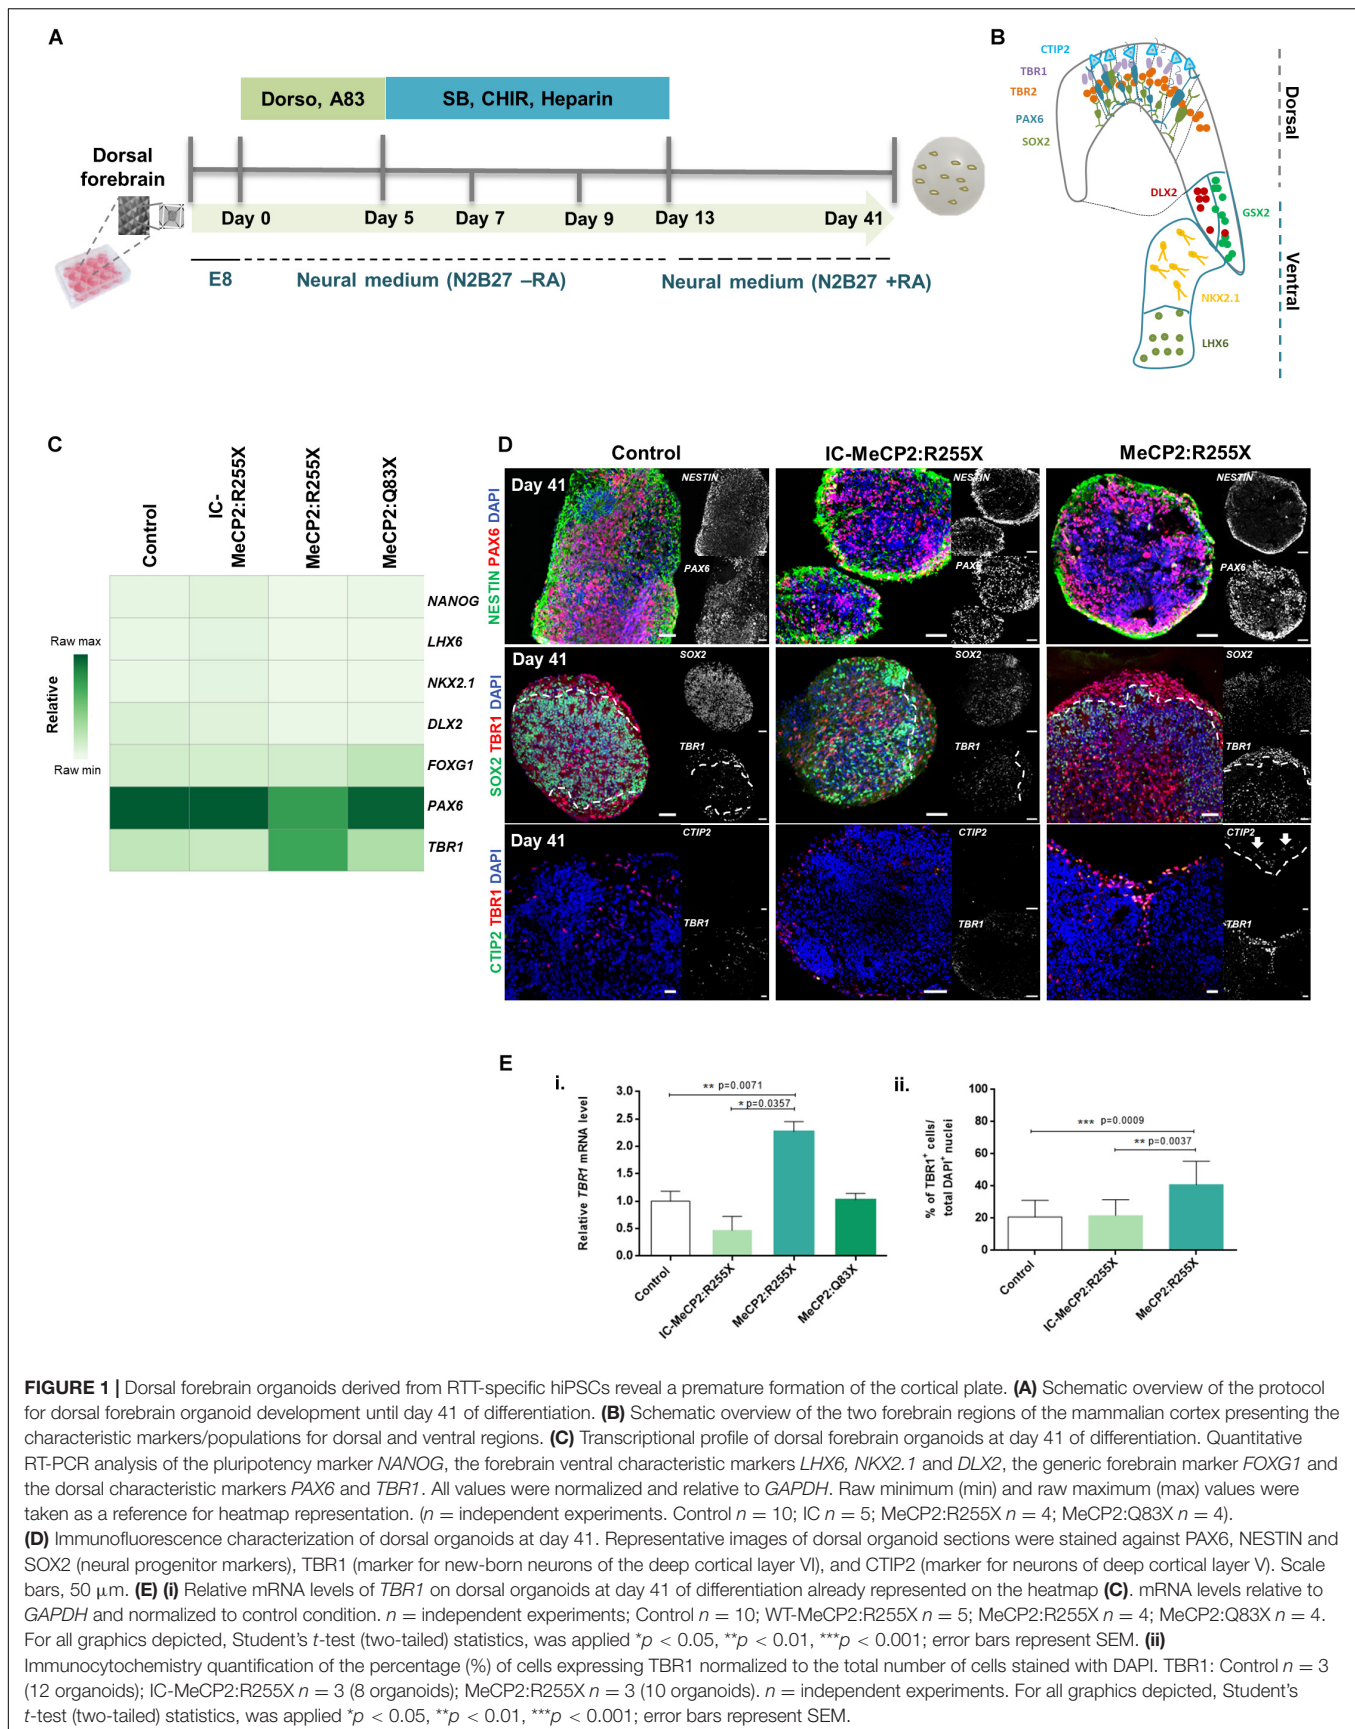 A
Dorso, A83
SB, CHIR, Heparin
Dorsal
forebrain
Day 0
Day 5
Day 7
Day 9
Day 13
Day 41
E8
Neural medium (N2B27 –RA)
Neural medium (N2B27 +RA)
B
CTIP2
TBR1
TBR2
PAX6
SOX2
DLX2
GSX2
NKX2.1
LHX6
Dorsal
Ventral
C
Control
IC-
MeCP2:R255X
MeCP2:R255X
MeCP2:Q83X
Raw max
Relative
Raw min
NANOG
LHX6
NKX2.1
DLX2
FOXG1
PAX6
TBR1
D
Control
IC-MeCP2:R255X
MeCP2:R255X
NESTIN PAX6 DAPI
Day 41
NESTIN
PAX6
NESTIN
PAX6
NESTIN
PAX6
SOX2 TBR1 DAPI
Day 41
SOX2
TBR1
SOX2
TBR1
SOX2
TBR1
CTIP2 TBR1 DAPI
Day 41
CTIP2
TBR1
CTIP2
TBR1
CTIP2
TBR1
E
i.
Relative TBR1 mRNA level
3.0
2.5
2.0
1.5
1.0
0.5
0.0
** p=0.0071
* p=0.0357
Control
IC-MeCP2:R255X
MeCP2:R255X
MeCP2:Q83X
ii.
% of TBR1+ cells/
total DAPI+ nuclei
100
80
60
40
20
0
*** p=0.0009
** p=0.0037
Control
IC-MeCP2:R255X
MeCP2:R255X
FIGURE 1 | Dorsal forebrain organoids derived from RTT-specific hiPSCs reveal a premature formation of the cortical plate. (A) Schematic overview of the protocol
for dorsal forebrain organoid development until day 41 of differentiation. (B) Schematic overview of the two forebrain regions of the mammalian cortex presenting the
characteristic markers/populations for dorsal and ventral regions. (C) Transcriptional profile of dorsal forebrain organoids at day 41 of differentiation. Quantitative
RT-PCR analysis of the pluripotency marker NANOG, the forebrain ventral characteristic markers LHX6, NKX2.1 and DLX2, the generic forebrain marker FOXG1 and
the dorsal characteristic markers PAX6 and TBR1. All values were normalized and relative to GAPDH. Raw minimum (min) and raw maximum (max) values were
taken as a reference for heatmap representation. (n = independent experiments. Control n = 10; IC n = 5; MeCP2:R255X n = 4; MeCP2:Q83X n = 4).
(D) Immunofluorescence characterization of dorsal organoids at day 41. Representative images of dorsal organoid sections were stained against PAX6, NESTIN and
SOX2 (neural progenitor markers), TBR1 (marker for new-born neurons of the deep cortical layer VI), and CTIP2 (marker for neurons of deep cortical layer V). Scale
bars, 50 μm. (E) (i) Relative mRNA levels of TBR1 on dorsal organoids at day 41 of differentiation already represented on the heatmap (C). mRNA levels relative to
GAPDH and normalized to control condition. n = independent experiments; Control n = 10; WT-MeCP2:R255X n = 5; MeCP2:R255X n = 4; MeCP2:Q83X n = 4.
For all graphics depicted, Student's t-test (two-tailed) statistics, was applied *p < 0.05, **p < 0.01, ***p < 0.001; error bars represent SEM. (ii)
Immunocytochemistry quantification of the percentage (%) of cells expressing TBR1 normalized to the total number of cells stained with DAPI. TBR1: Control n = 3
(12 organoids); IC-MeCP2:R255X n = 3 (8 organoids); MeCP2:R255X n = 3 (10 organoids). n = independent experiments. For all graphics depicted, Student's
t-test (two-tailed) statistics, was applied *p < 0.05, **p < 0.01, ***p < 0.001; error bars represent SEM.